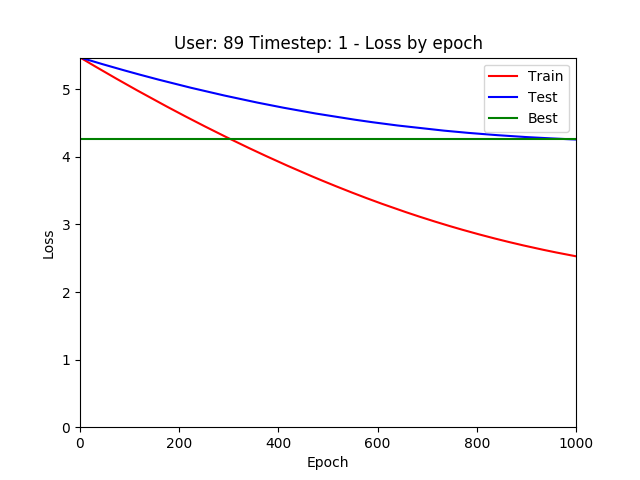 User: 89 Timestep: 1 - Loss by epoch
Train
Test
Best
Loss
5
4
3
2
1
0
0 200 400 600 800 1000
Epoch